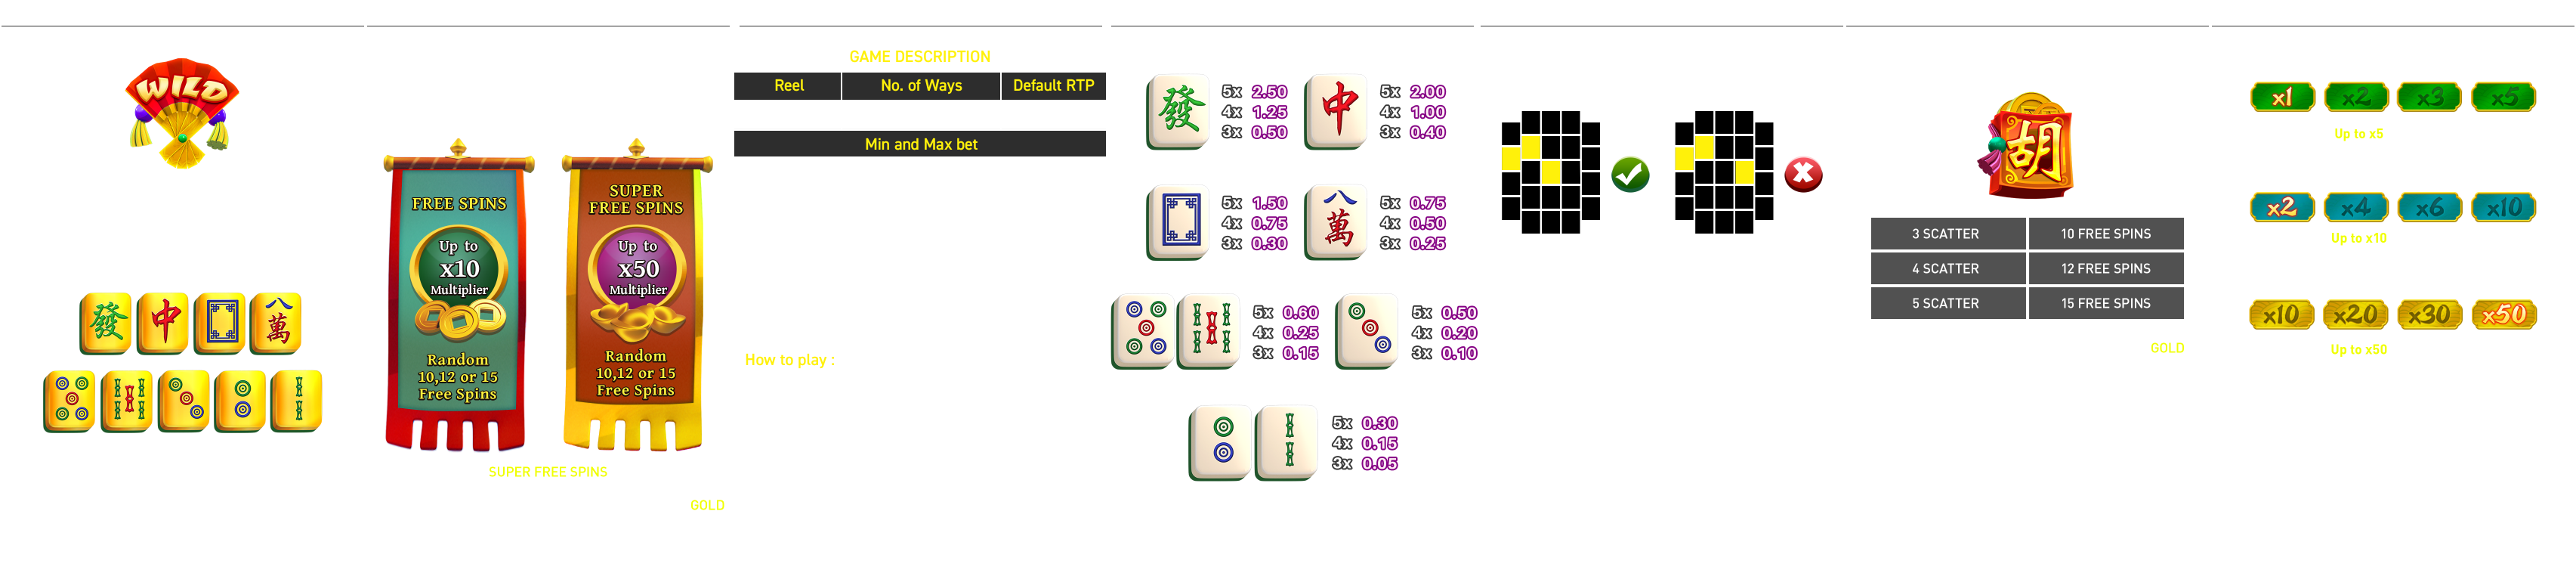 WILD
發 中 八萬
FREE SPINS
Up to
x10
Multiplier
Random
10,12 or 15
Free Spins
SUPER
FREE SPINS
Up to
x50
Multiplier
Random
10,12 or 15
Free Spins
SUPER FREE SPINS
GOLD
GAME DESCRIPTION
Reel No. of Ways Default RTP
Min and Max bet
How to play :
發
5x 2.50
4x 1.25
3x 0.50
中
5x 2.00
4x 1.00
3x 0.40
5x 1.50
4x 0.75
3x 0.30
八萬
5x 0.75
4x 0.50
3x 0.25
5x 0.60
4x 0.25
3x 0.15
5x 0.50
4x 0.20
3x 0.10
5x 0.30
4x 0.15
3x 0.05
胡
3 SCATTER 10 FREE SPINS
4 SCATTER 12 FREE SPINS
5 SCATTER 15 FREE SPINS
GOLD
x1 x2 x3 x5
Up to x5
x2 x4 x6 x10
Up to x10
x10 x20 x30 x50
Up to x50